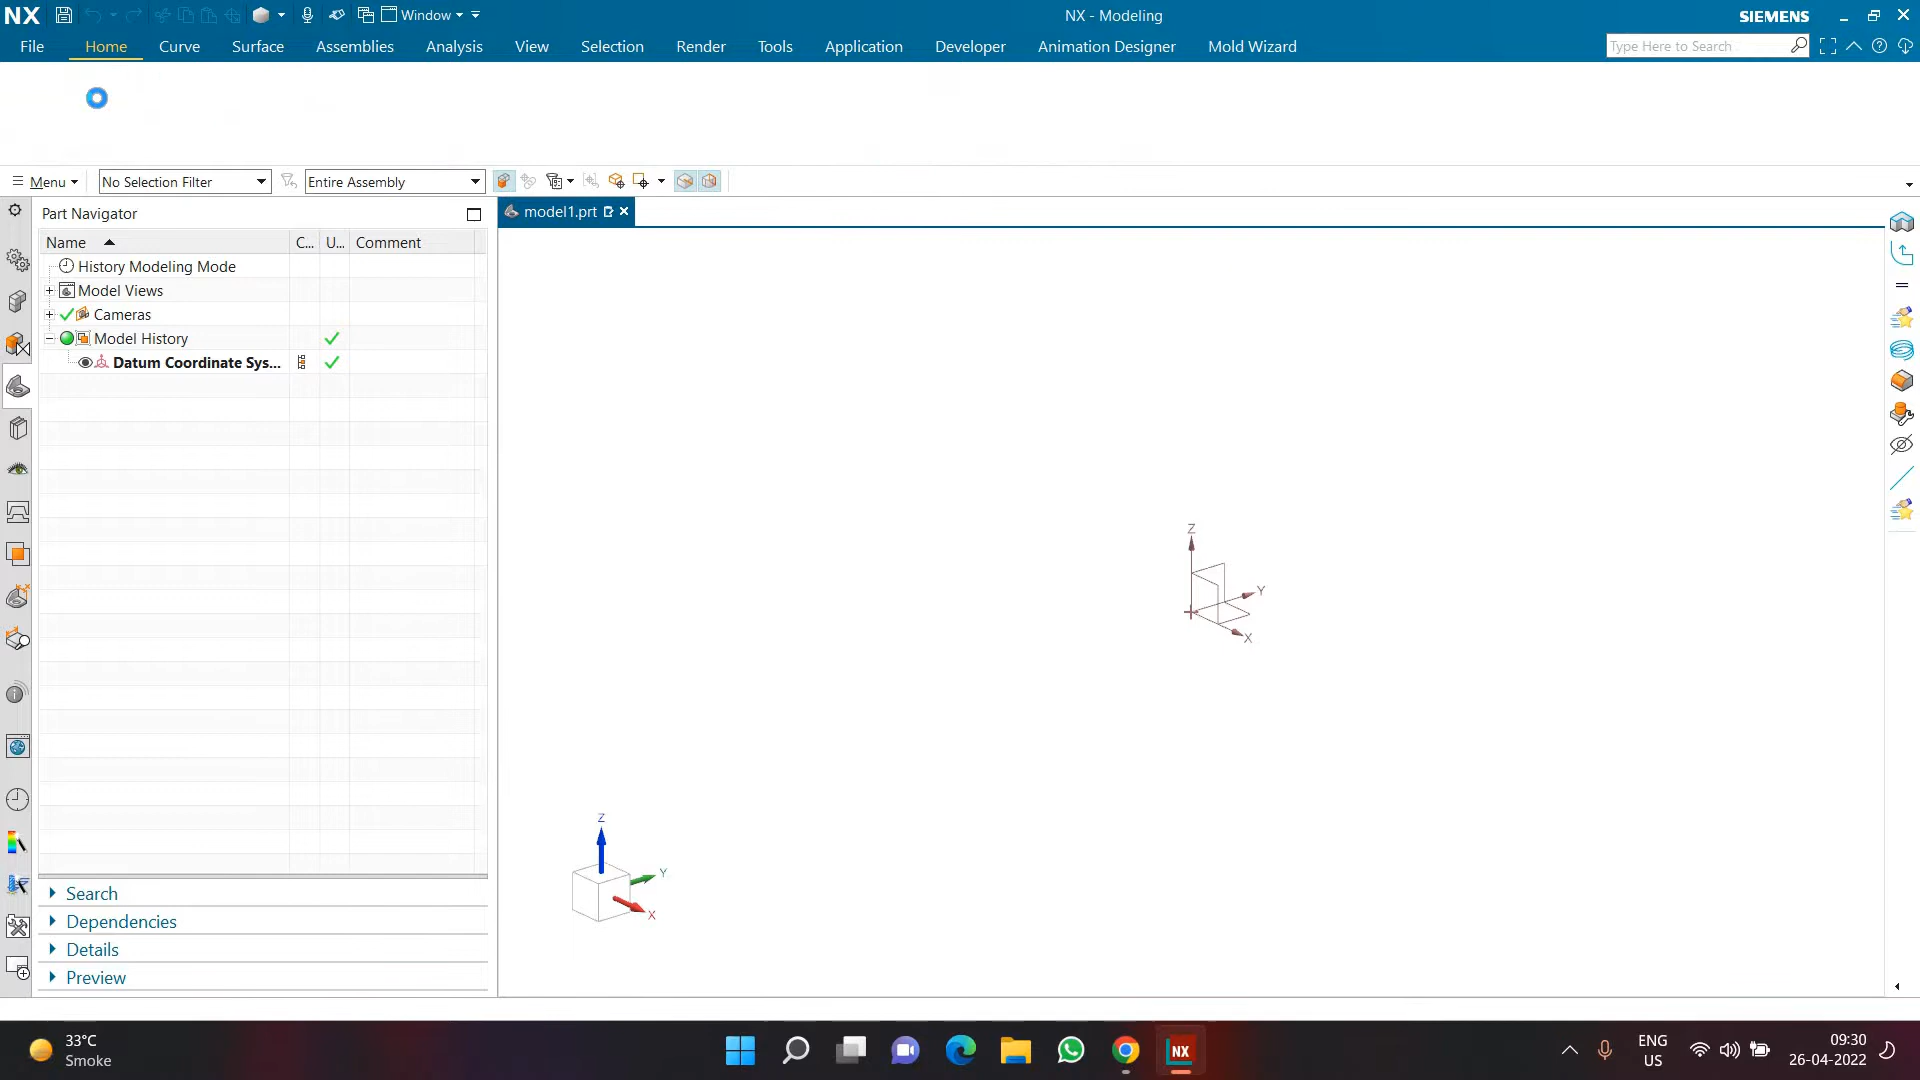 NX Window NX - Modeling SIEMENS
File Home Curve Surface Assemblies Analysis View Selection Render Tools Application Developer Animation Designer Mold Wizard Type Here to Search
Menu No Selection Filter Entire Assembly
Part Navigator
model1.prt
Name C... U... Comment
History Modeling Mode
Model Views
Cameras
Model History
Datum Coordinate Sys...
Z
Y
X
Z
Y
X
Search
Dependencies
Details
Preview
33°C
Smoke
NX
ENG
US
09:30
26-04-2022